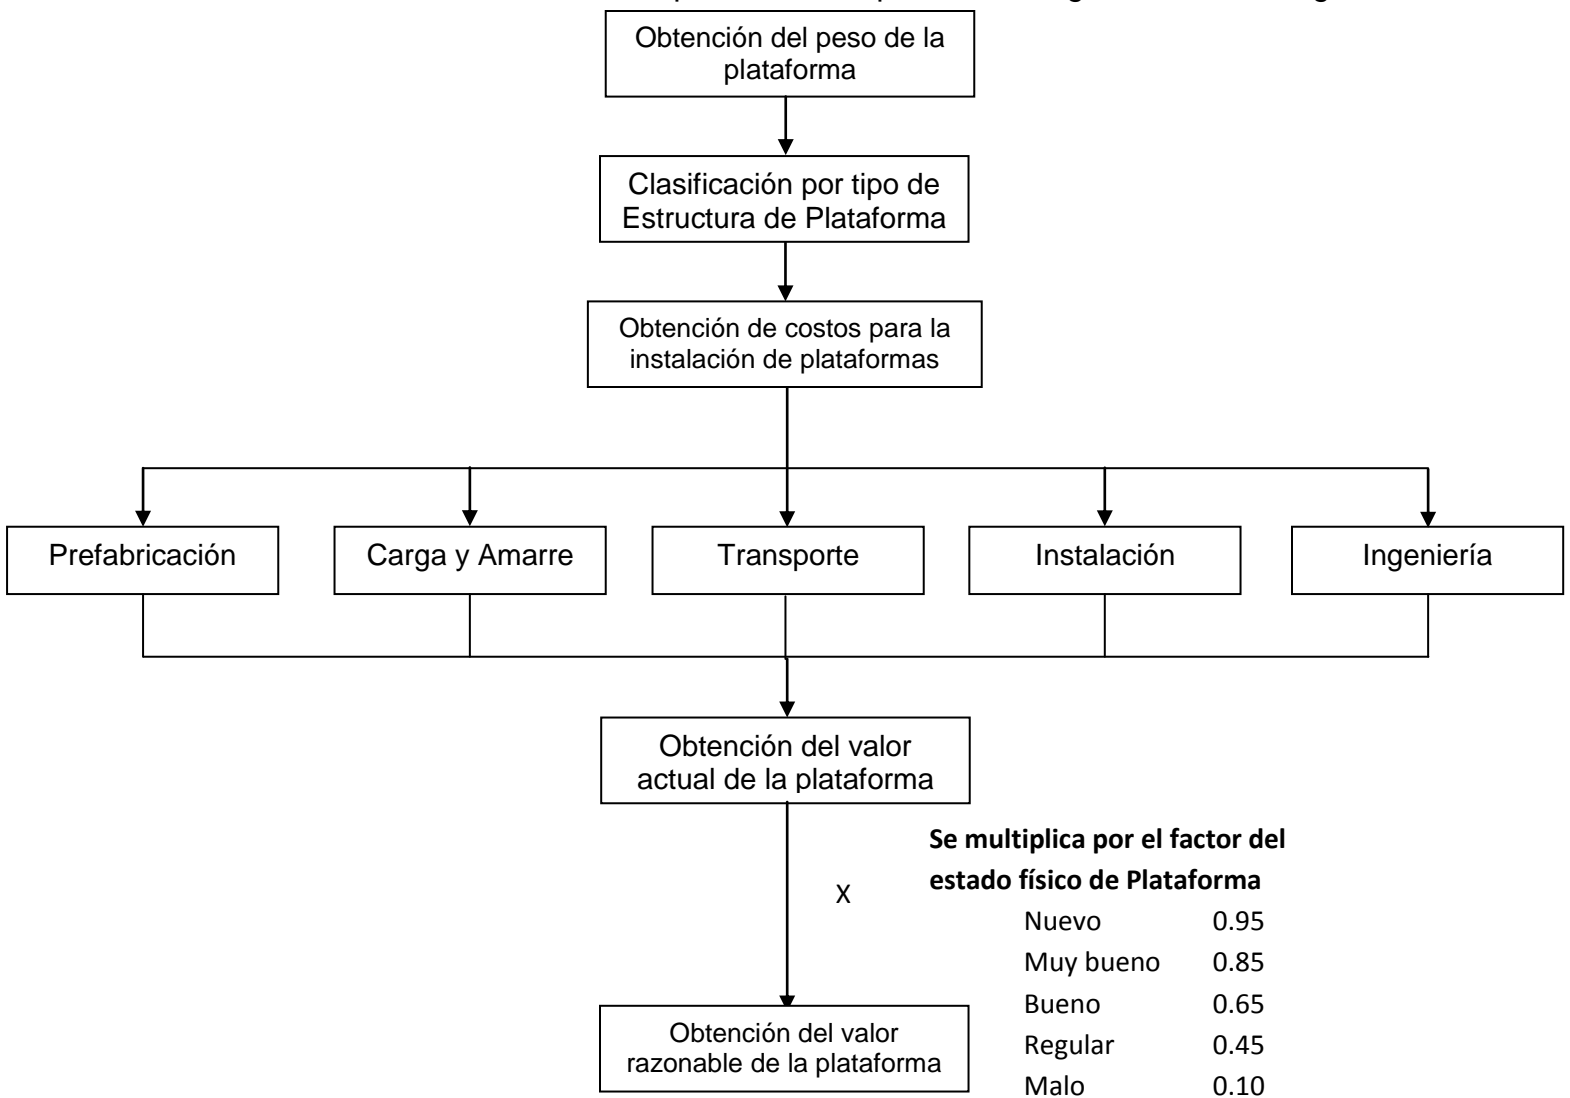 Obtención del peso de la
plataforma
Clasificación por tipo de
Estructura de Plataforma
Obtención de costos para la
instalación de plataformas
Prefabricación
Carga y Amarre
Transporte
Instalación
Ingeniería
Obtención del valor
actual de la plataforma
Se multiplica por el factor del
estado físico de Plataforma
X
Nuevo 0.95
Muy bueno 0.85
Bueno 0.65
Regular 0.45
Malo 0.10
Obtención del valor
razonable de la plataforma